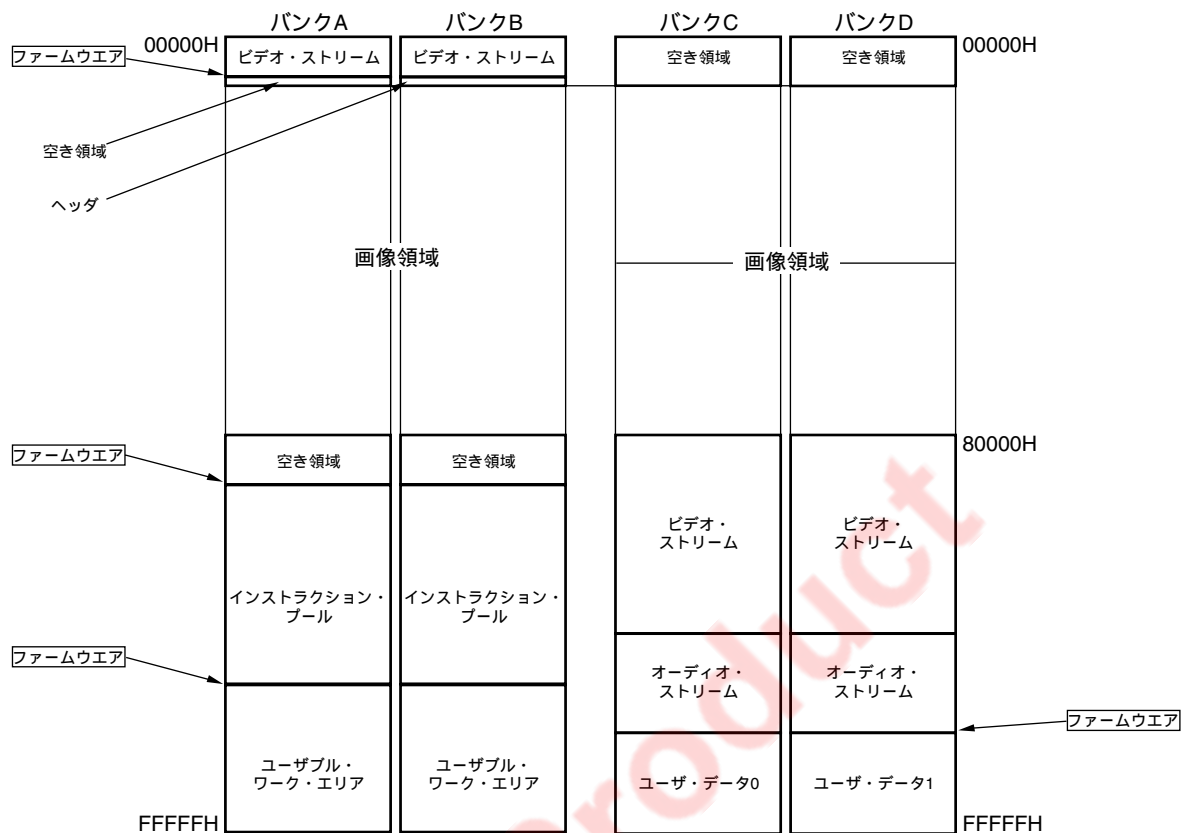 バンクA
バンクB
バンクC
バンクD
00000H
ビデオ・ストリーム
ビデオ・ストリーム
空き領域
空き領域
00000H
ファームウエア
空き領域
ヘッダ
画像領域
画像領域
ファームウエア
空き領域
空き領域
80000H
ビデオ・
ストリーム
ビデオ・
ストリーム
インストラクション・
プール
インストラクション・
プール
ファームウエア
オーディオ・
ストリーム
オーディオ・
ストリーム
ファームウエア
ユーザブル・
ワーク・エリア
ユーザブル・
ワーク・エリア
ユーザ・データ0
ユーザ・データ1
FFFFFH
FFFFFH
roduct